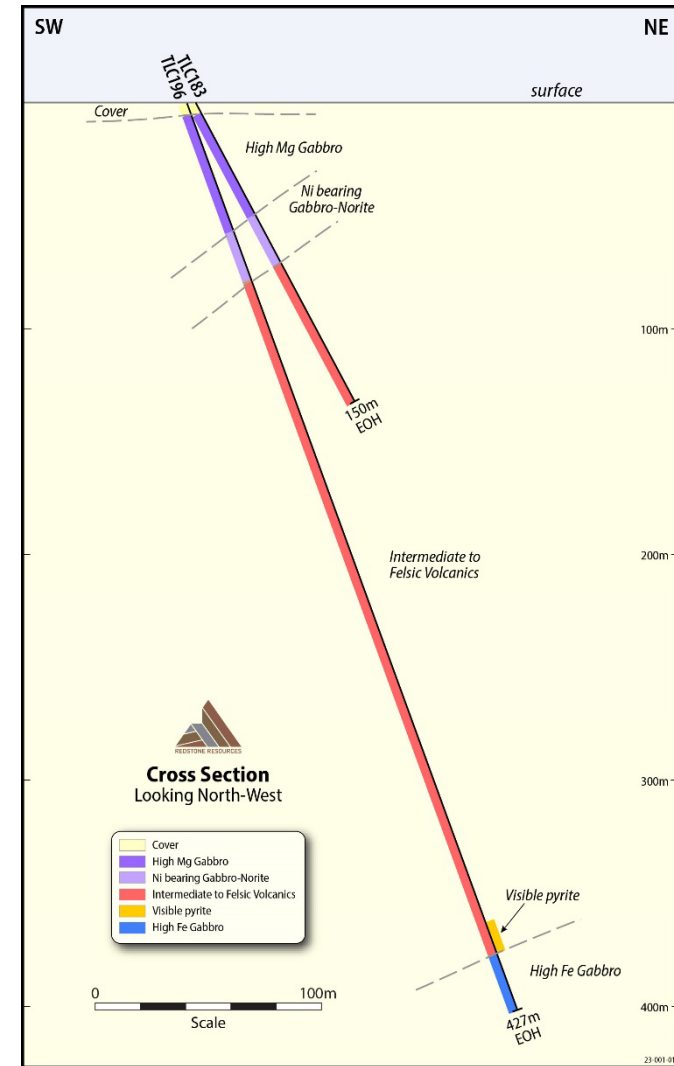 SW
NE
TLC196
TLC183
surface
Cover
High Mg Gabbro
Ni bearing
Gabbro-Norite
100m
150m
EOH
200m
Intermediate to
Felsic Volcanics
300m
REDSTONE RESOURCES
Cross Section
Looking North-West
Cover
High Mg Gabbro
Ni bearing Gabbro-Norite
Intermediate to Felsic Volcanics
Visible pyrite
High Fe Gabbro
Visible pyrite
High Fe Gabbro
0 100m
Scale
400m
427m
EOH
23-001-01